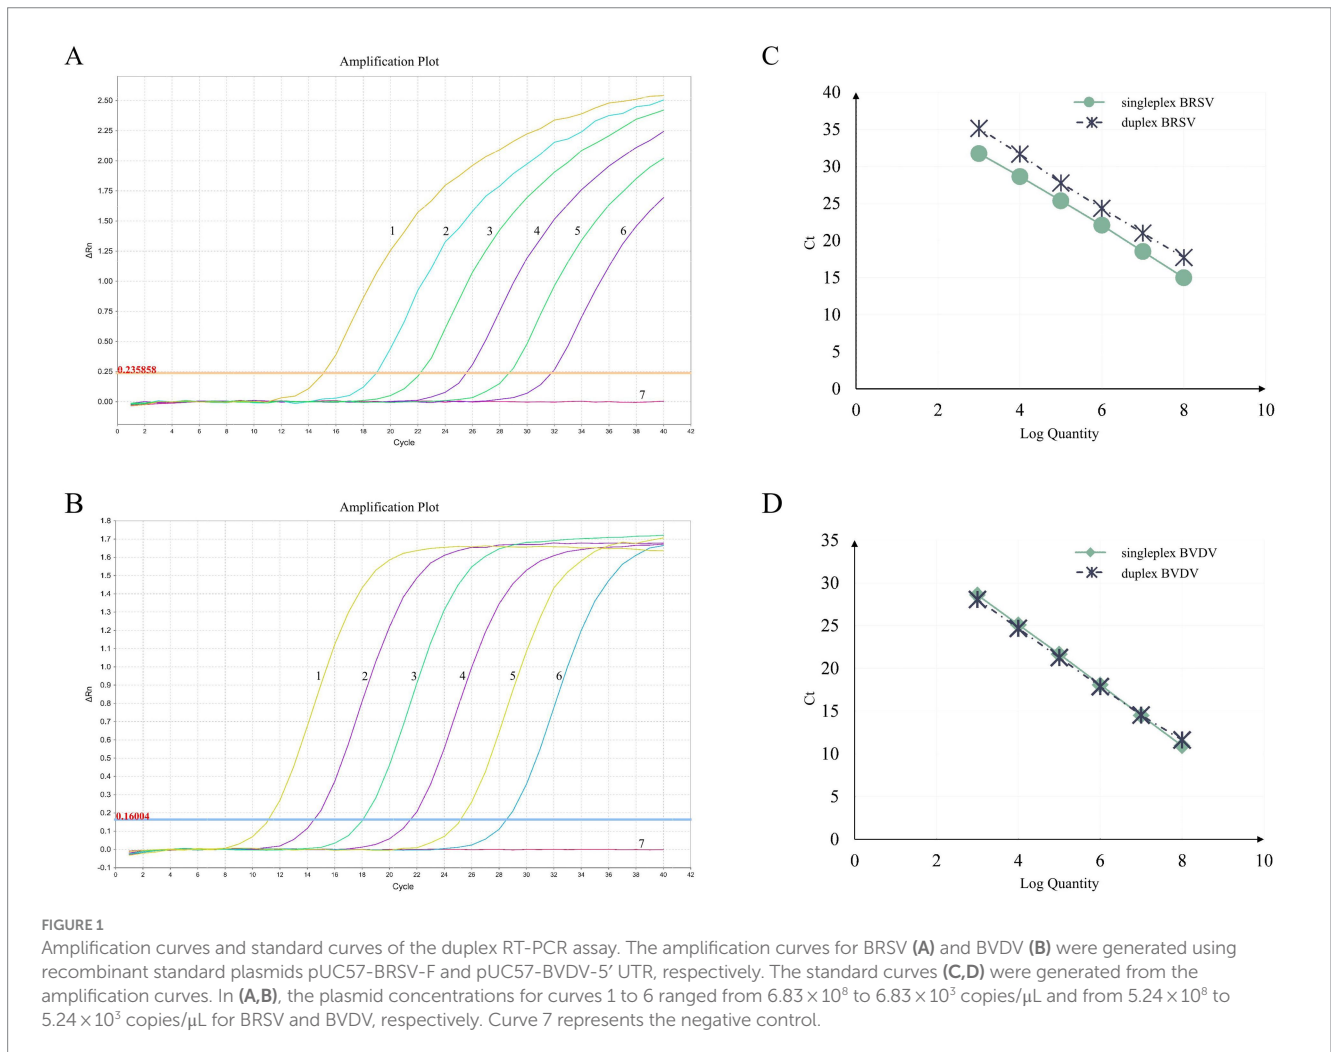 A
Amplification Plot
2.50
2.25
2.00
1.75
1.50
1.25
1.00
0.75
0.50
0.25
0.00
ΔRn
0.235858
1 2 3 4 5 6
7
0 2 4 6 8 10 12 14 16 18 20 22 24 26 28 30 32 34 36 38 40 42
Cycle
C
40
35
30
25
20
15
10
5
0
Ct
singleplex BRSV
duplex BRSV
0 2 4 6 8 10
Log Quantity
B
Amplification Plot
1.8
1.7
1.6
1.5
1.4
1.3
1.2
1.1
1.0
0.9
0.8
0.7
0.6
0.5
0.4
0.3
0.2
0.1
0.0
-0.1
ΔRn
0.16004
1 2 3 4 5 6
7
0 2 4 6 8 10 12 14 16 18 20 22 24 26 28 30 32 34 36 38 40 42
Cycle
D
35
30
25
20
15
10
5
0
Ct
singleplex BVDV
duplex BVDV
0 2 4 6 8 10
Log Quantity
FIGURE 1
Amplification curves and standard curves of the duplex RT-PCR assay. The amplification curves for BRSV (A) and BVDV (B) were generated using
recombinant standard plasmids pUC57-BRSV-F and pUC57-BVDV-5′ UTR, respectively. The standard curves (C,D) were generated from the
amplification curves. In (A,B), the plasmid concentrations for curves 1 to 6 ranged from 6.83 × 10⁸ to 6.83 × 10³ copies/μL and from 5.24 × 10⁸ to
5.24 × 10³ copies/μL for BRSV and BVDV, respectively. Curve 7 represents the negative control.